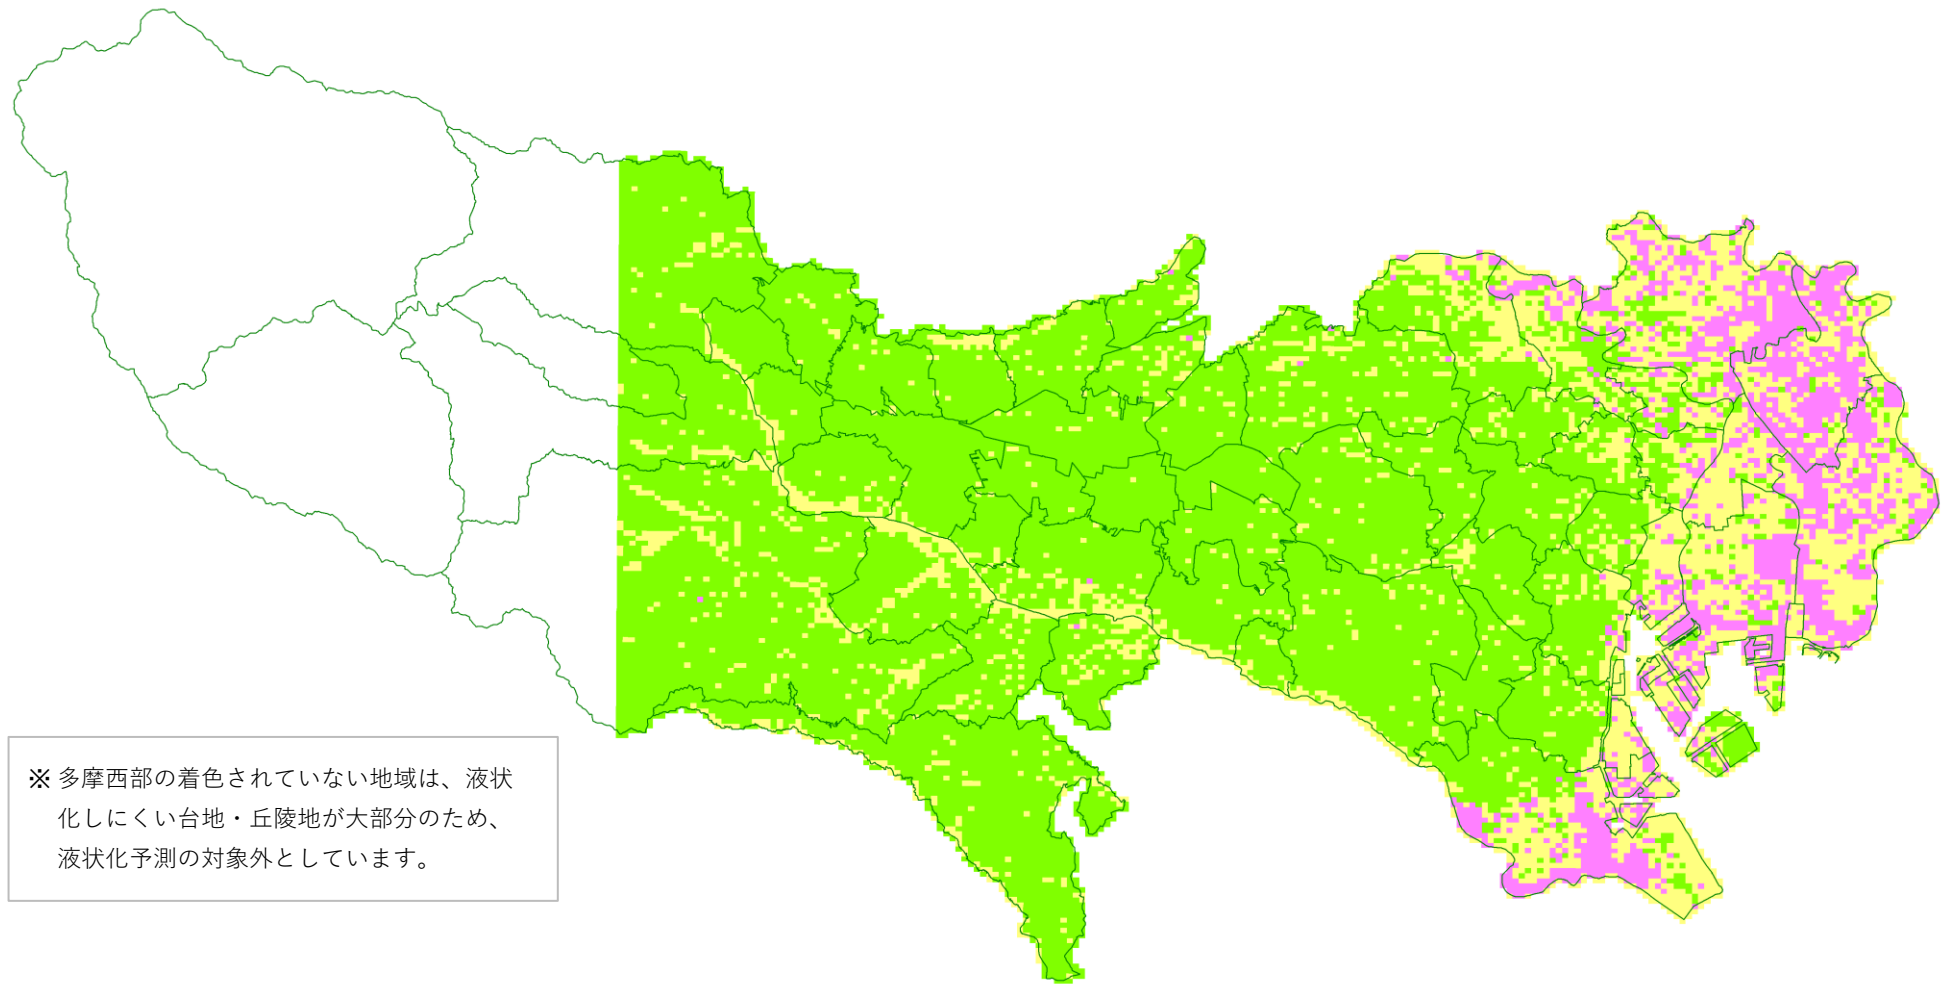 ※ 多摩西部の着色されていない地域は、液状
化しにくい台地・丘陵地が大部分のため、
液状化予測の対象外としています。